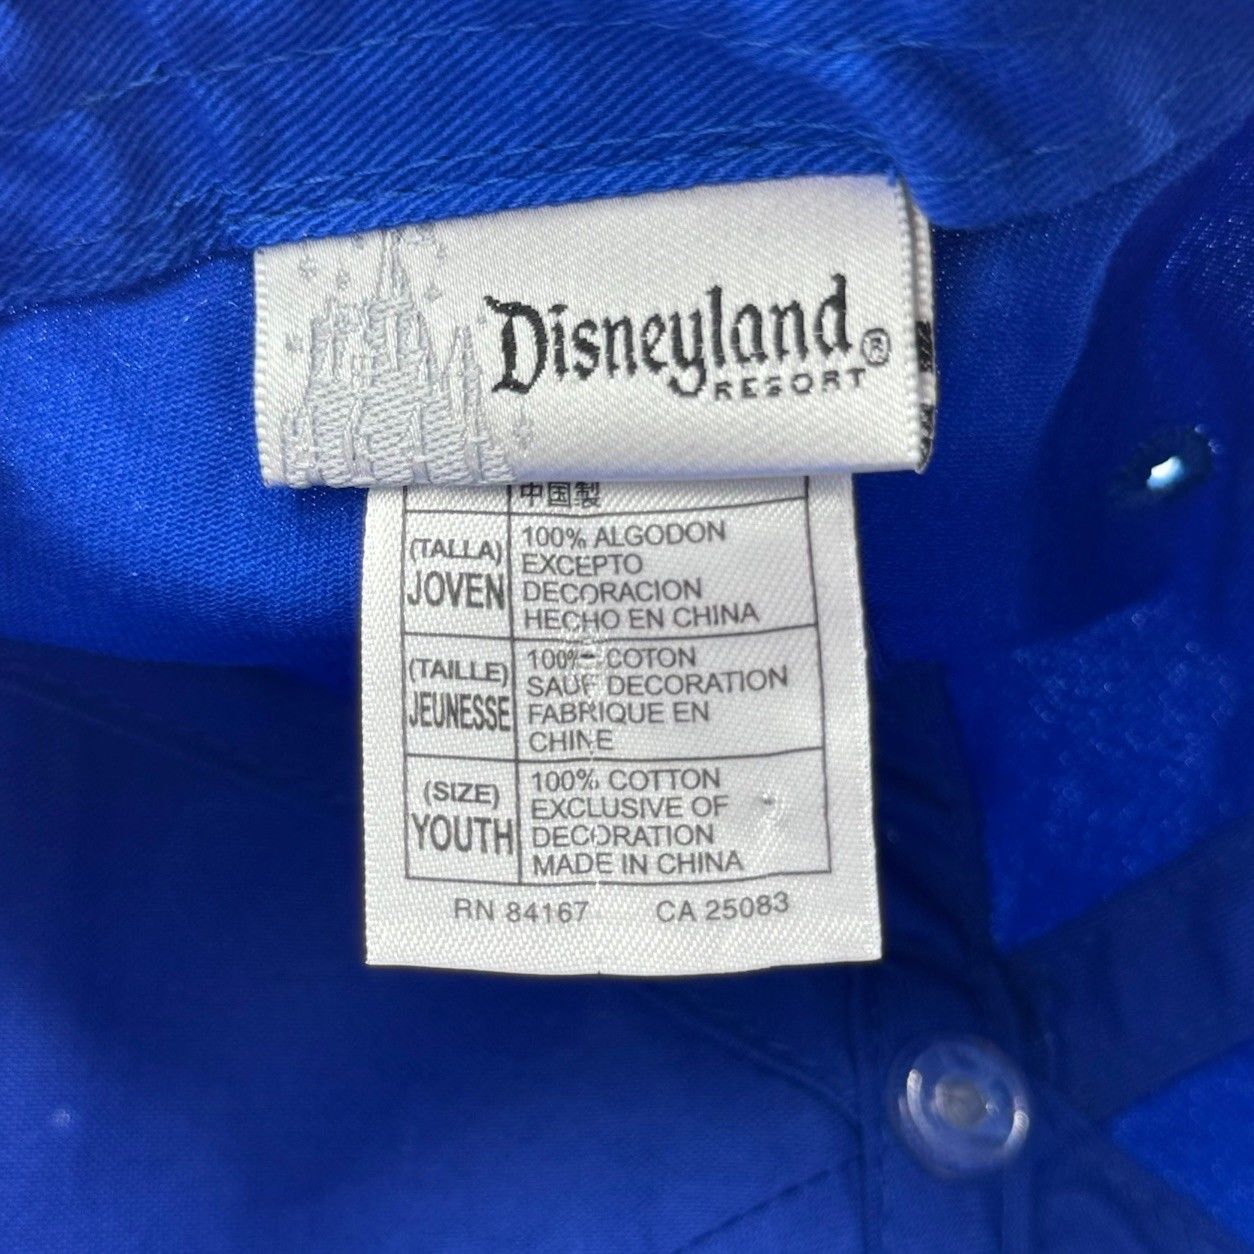 Disneyland®
RESORT
中国製
(TALLA)
JOVEN
100% ALGODON
EXCEPTO
DECORACION
HECHO EN CHINA
(TAILLE)
JEUNESSE
100% COTON
SAUF DECORATION
FABRIQUE EN
CHINE
(SIZE)
YOUTH
100% COTTON
EXCLUSIVE OF
DECORATION
MADE IN CHINA
RN 84167 CA 25083